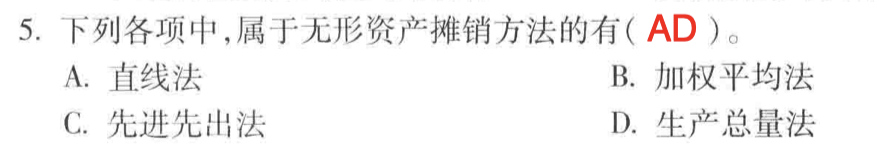 5. 下列各项中,属于无形资产摊销方法的有( AD )。
A. 直线法 B. 加权平均法
C. 先进先出法 D. 生产总量法